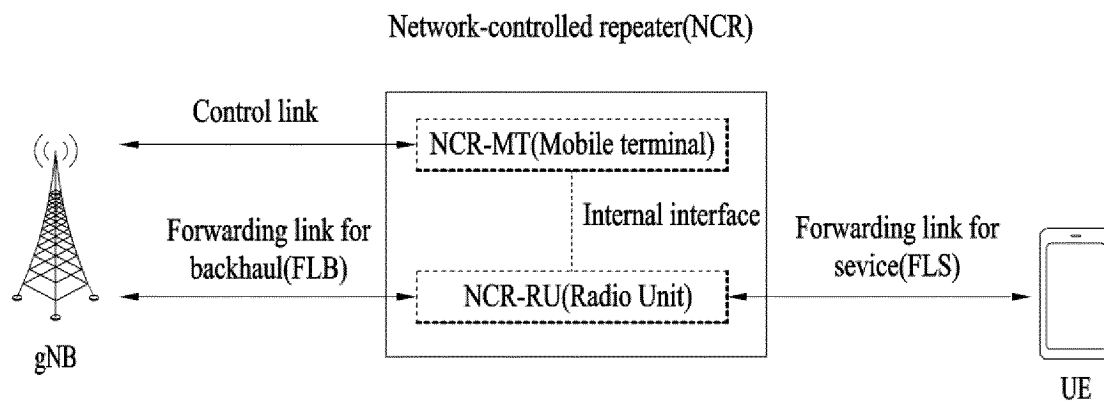 Network-controlled repeater(NCR)
Control link
NCR-MT(Mobile terminal)
Internal interface
Forwarding link for
backhaul(FLB)
NCR-RU(Radio Unit)
Forwarding link for
sevice(FLS)
gNB
UE